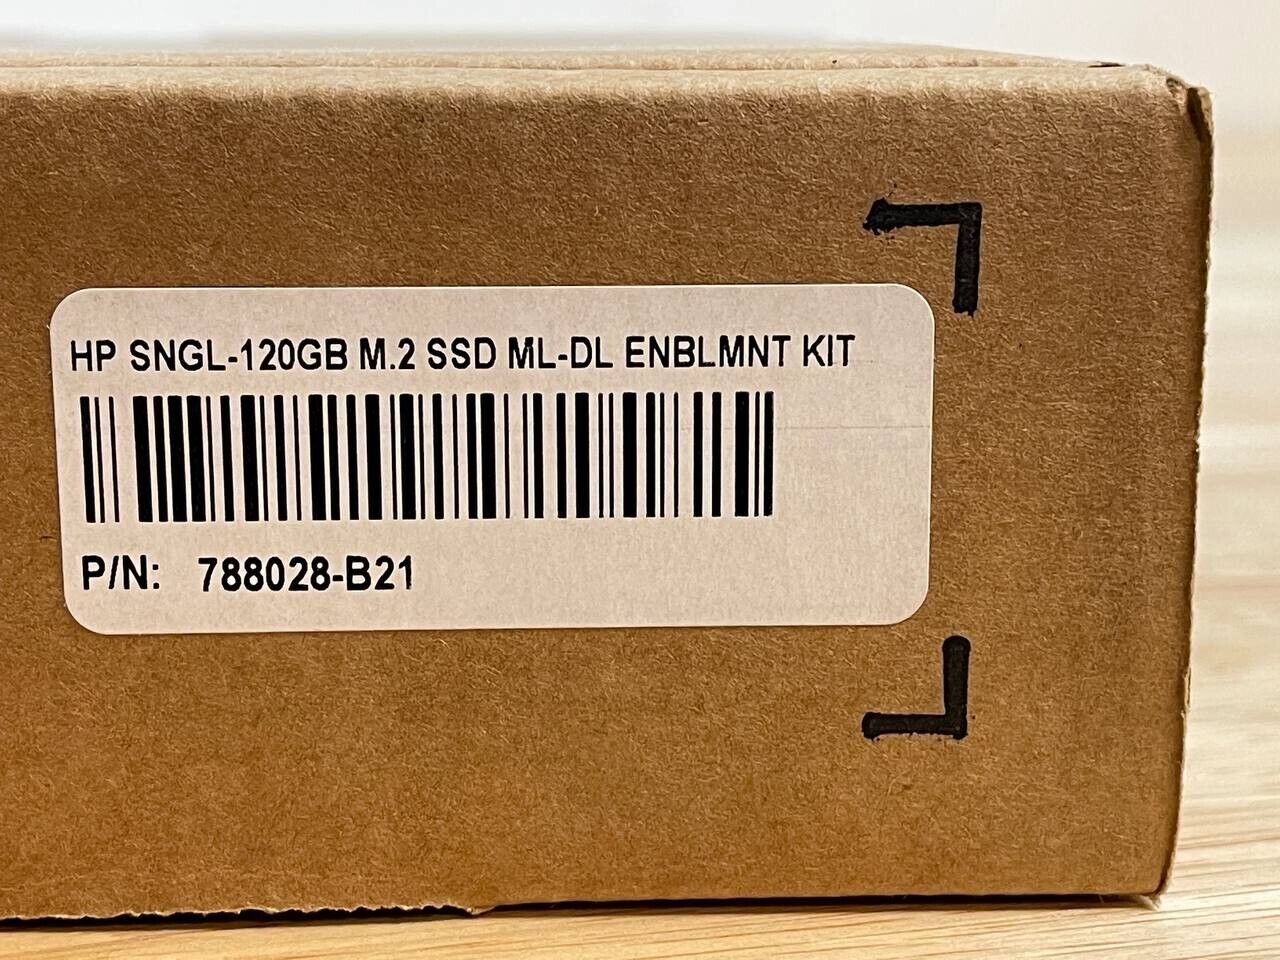 HP SNGL-120GB M.2 SSD ML-DL ENBLMNT KIT
P/N: 788028-B21